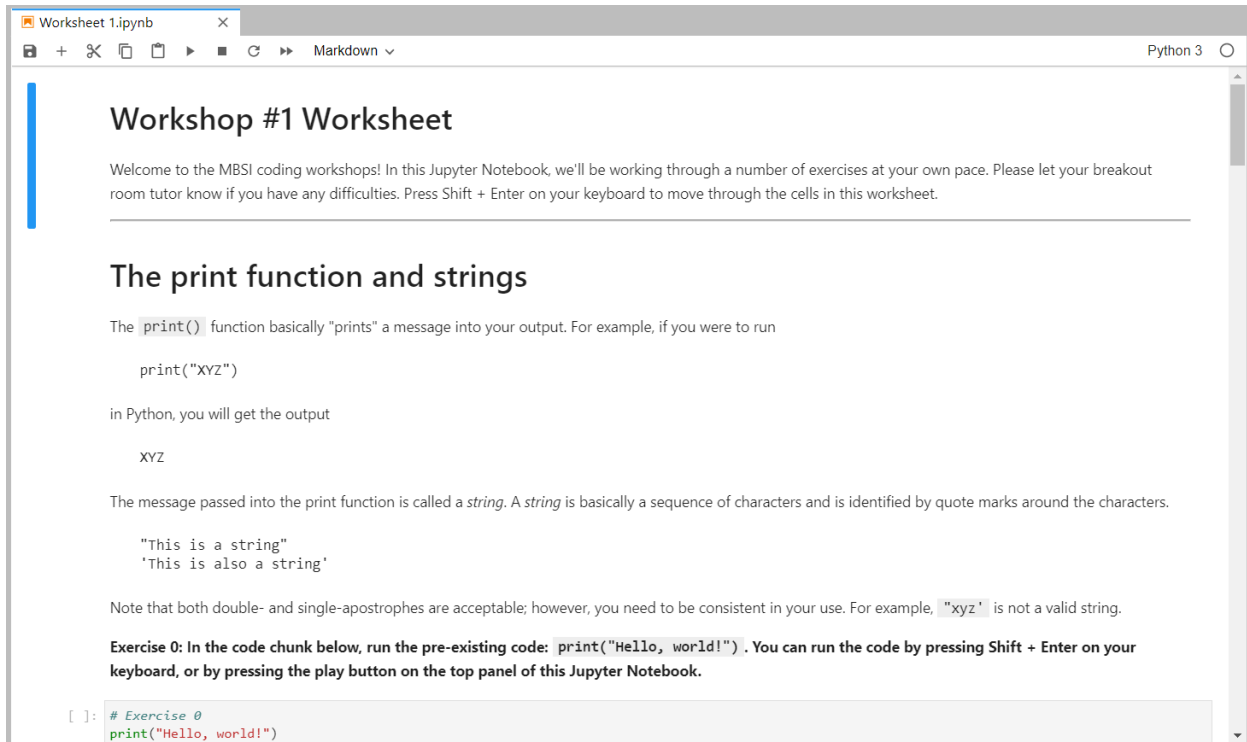 Worksheet 1.ipynb
Markdown
Python 3
Workshop #1 Worksheet
Welcome to the MBSI coding workshops! In this Jupyter Notebook, we'll be working through a number of exercises at your own pace. Please let your breakout
room tutor know if you have any difficulties. Press Shift + Enter on your keyboard to move through the cells in this worksheet.
The print function and strings
The print() function basically "prints" a message into your output. For example, if you were to run
print("XYZ")
in Python, you will get the output
XYZ
The message passed into the print function is called a string. A string is basically a sequence of characters and is identified by quote marks around the characters.
"This is a string"
'This is also a string'
Note that both double- and single-apostrophes are acceptable; however, you need to be consistent in your use. For example, "xyz' is not a valid string.
Exercise 0: In the code chunk below, run the pre-existing code: print("Hello, world!") . You can run the code by pressing Shift + Enter on your
keyboard, or by pressing the play button on the top panel of this Jupyter Notebook.
[ ]: # Exercise 0
print("Hello, world!")